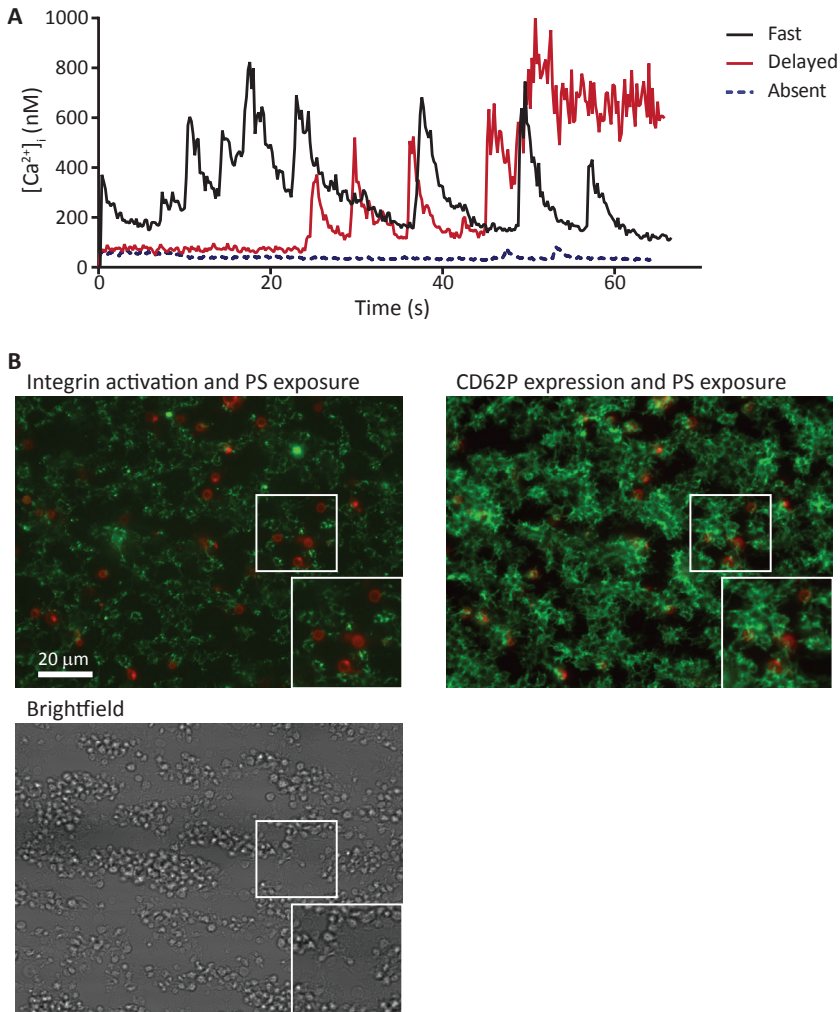 A
1000
800
600
400
200
0
[Ca²⁺]ᵢ (nM)
0 20 40 60
Time (s)
Fast
Delayed
Absent
B
Integrin activation and PS exposure
20 μm
CD62P expression and PS exposure
Brightfield